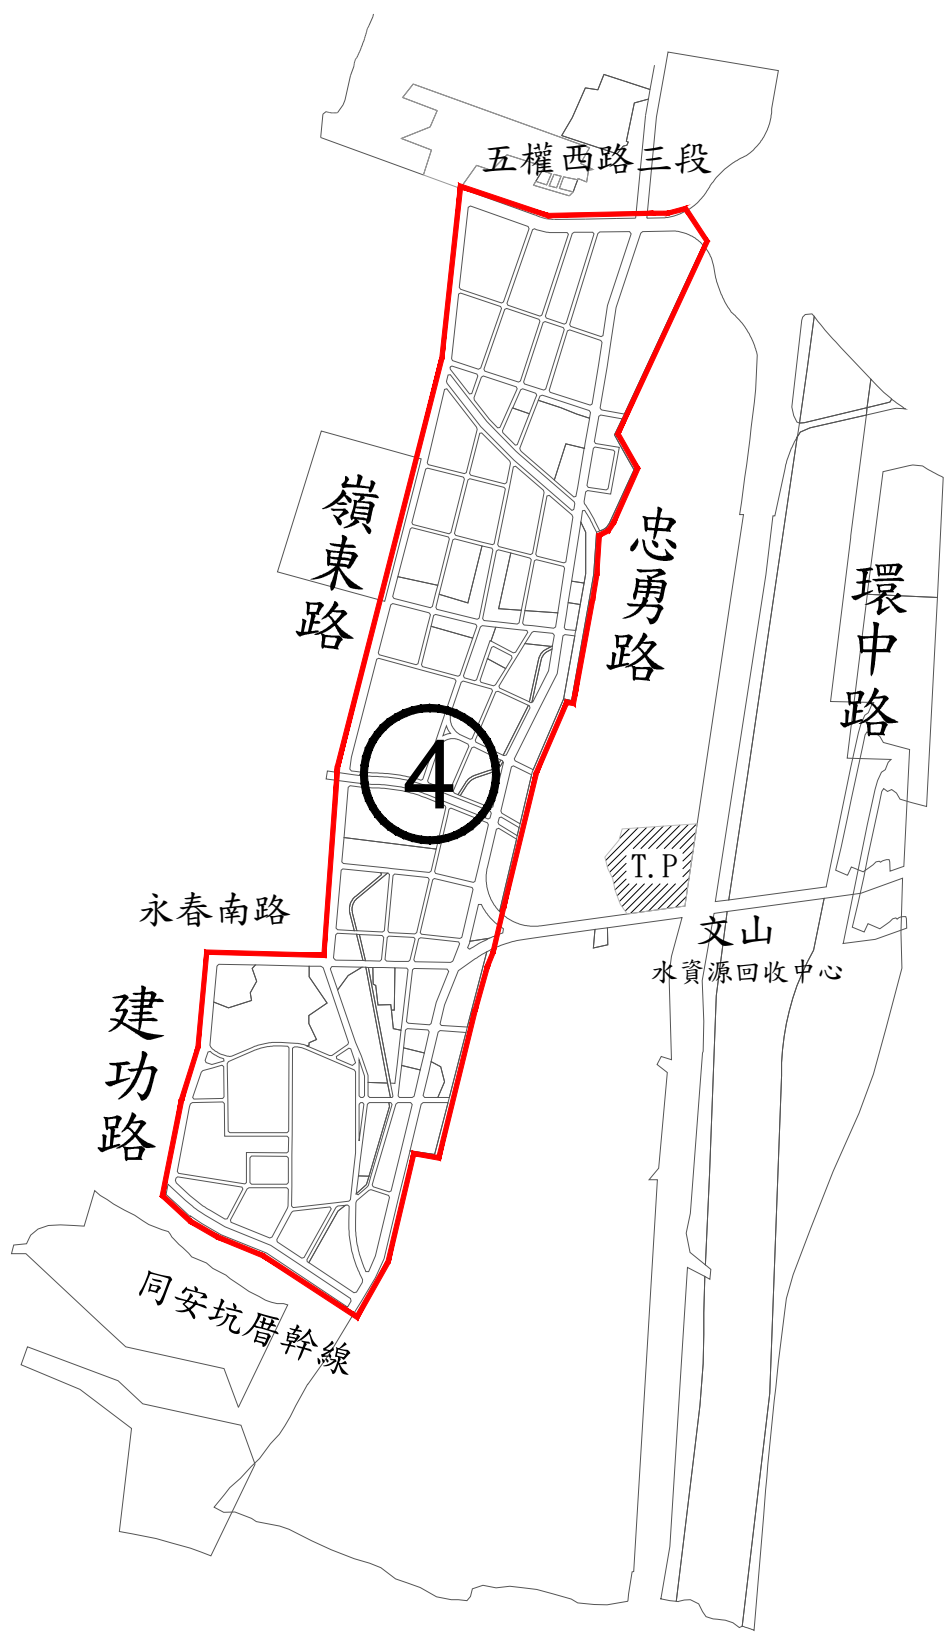 五權西路三段
嶺東路
忠勇路
環中路
④
T.P
永春南路
文山
水資源回收中心
建功路
同安坑厝幹線